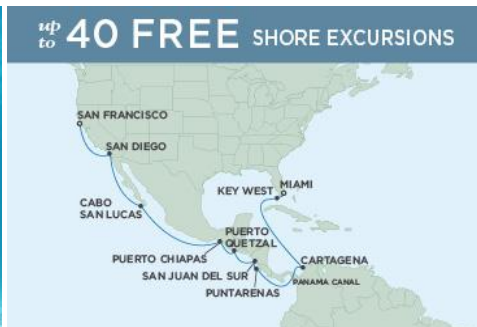 up to 40 FREE SHORE EXCURSIONS
SAN FRANCISCO
SAN DIEGO
CABO
SAN LUCAS
KEY WEST
MIAMI
PUERTO
QUETZAL
PUERTO CHIAPAS
SAN JUAN DEL SUR
PUNTARENAS
CARTAGENA
PANAMA CANAL